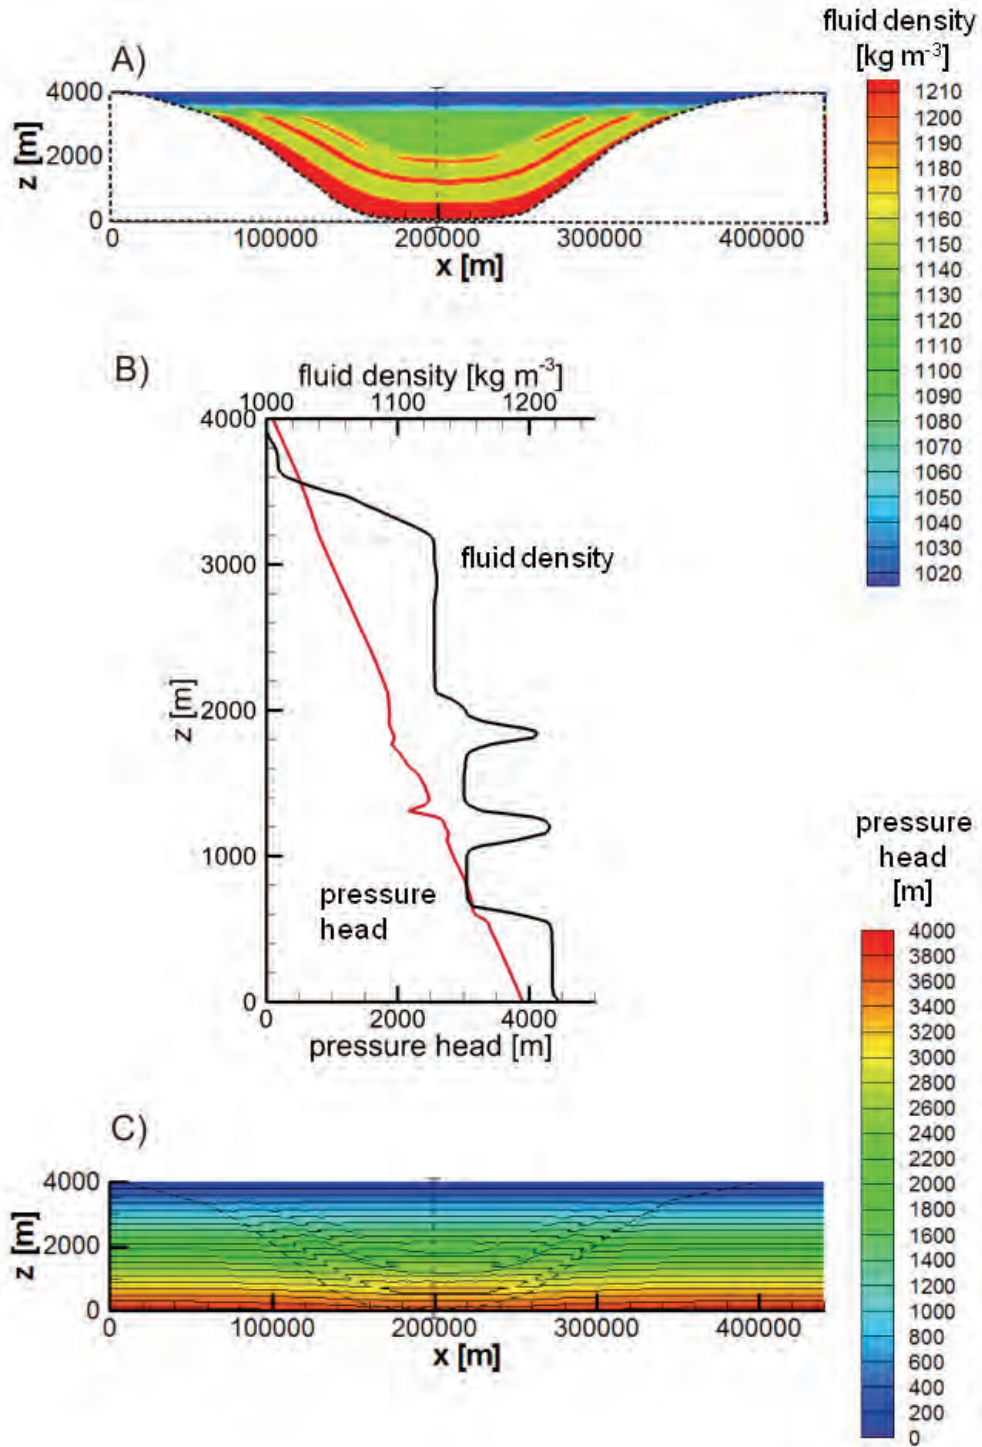 fluid density
[kg m-3]
A)
4000
2000
0
z [m]
0 100000 200000 300000 400000
x [m]
1210
1190
1180
1170
1160
1150
1140
1130
1120
1110
1100
1090
1080
1070
1060
1050
1040
1030
1020
B)
fluid density [kg m-3]
1000 1100 1200
4000
3000
2000
1000
0
z [m]
fluid density
pressure
head
0 2000 4000
pressure head [m]
pressure
head
[m]
4000
3800
3600
3400
3200
3000
2800
2600
2400
2200
2000
1800
1600
1400
1200
1000
800
600
400
200
0
C)
4000
2000
0
z [m]
0 100000 200000 300000 400000
x [m]